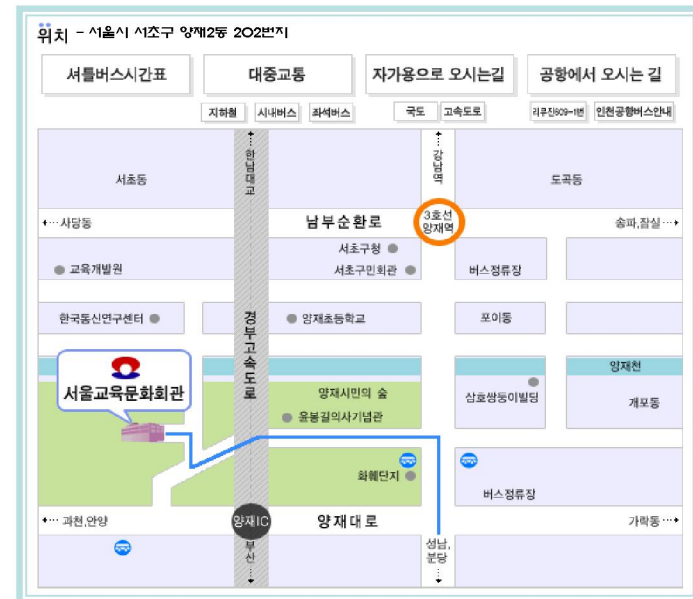 위치 - 서울시 서초구 양재2동 202번지
셔틀버스시간표
대중교통
자가용으로 오시는길
공항에서 오시는 길
지하철
시내버스
좌석버스
국도
고속도로
리무진609-1번
인천공항버스안내
한남대교
강남역
서초동
도곡동
사당동
남부순환로
3호선
양재역
송파,잠실
서초구청
교육개발원
서초구민회관
버스정류장
한국통신연구센터
경부고속도로
양재초등학교
포이동
양재천
서울교육문화회관
양재시민의 숲
삼호쌍둥이빌딩
개포동
윤봉길의사기념관
화훼단지
버스정류장
과천,안양
양재IC
양재대로
가락동
부산
성남,
분당